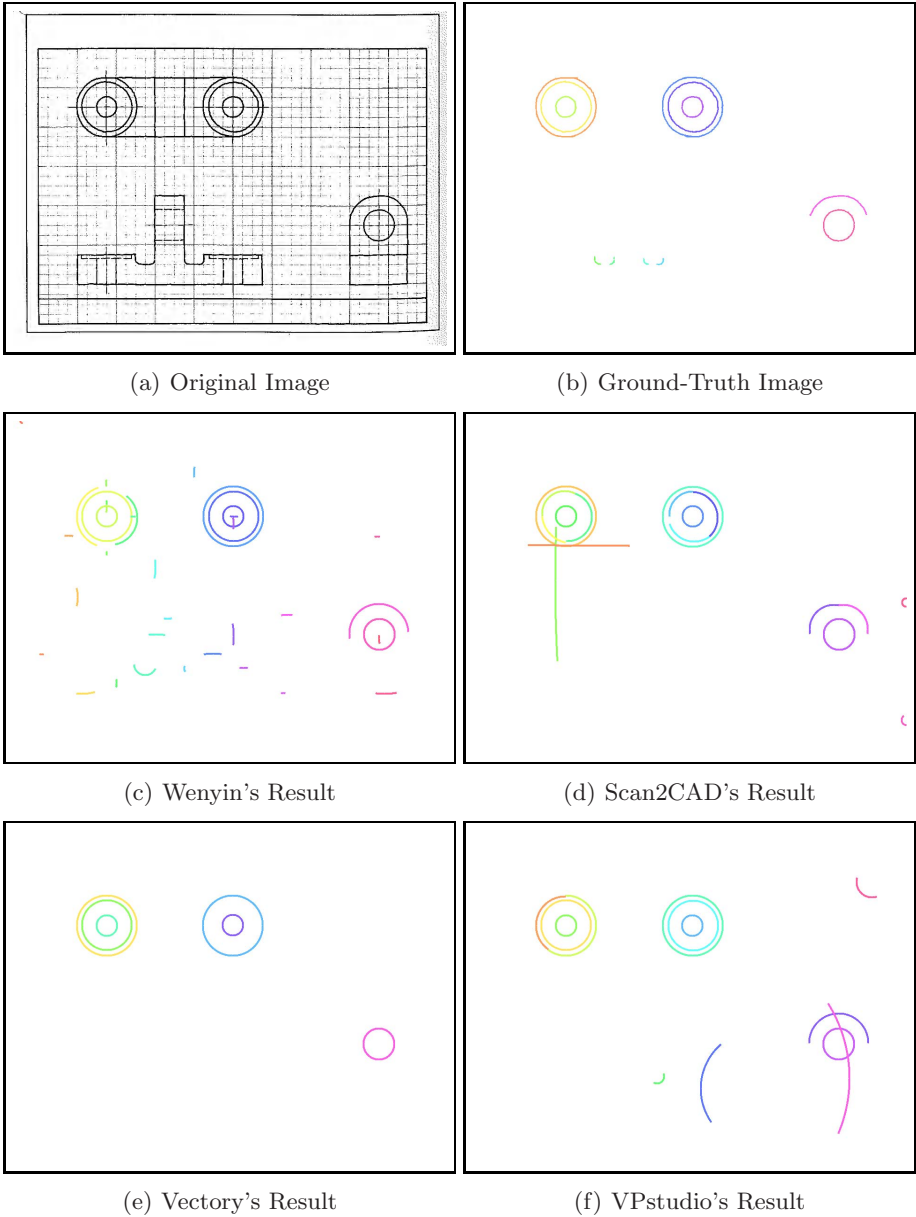 (a) Original Image
(b) Ground-Truth Image
(c) Wenyin's Result
(d) Scan2CAD's Result
(e) Vectory's Result
(f) VPstudio's Result